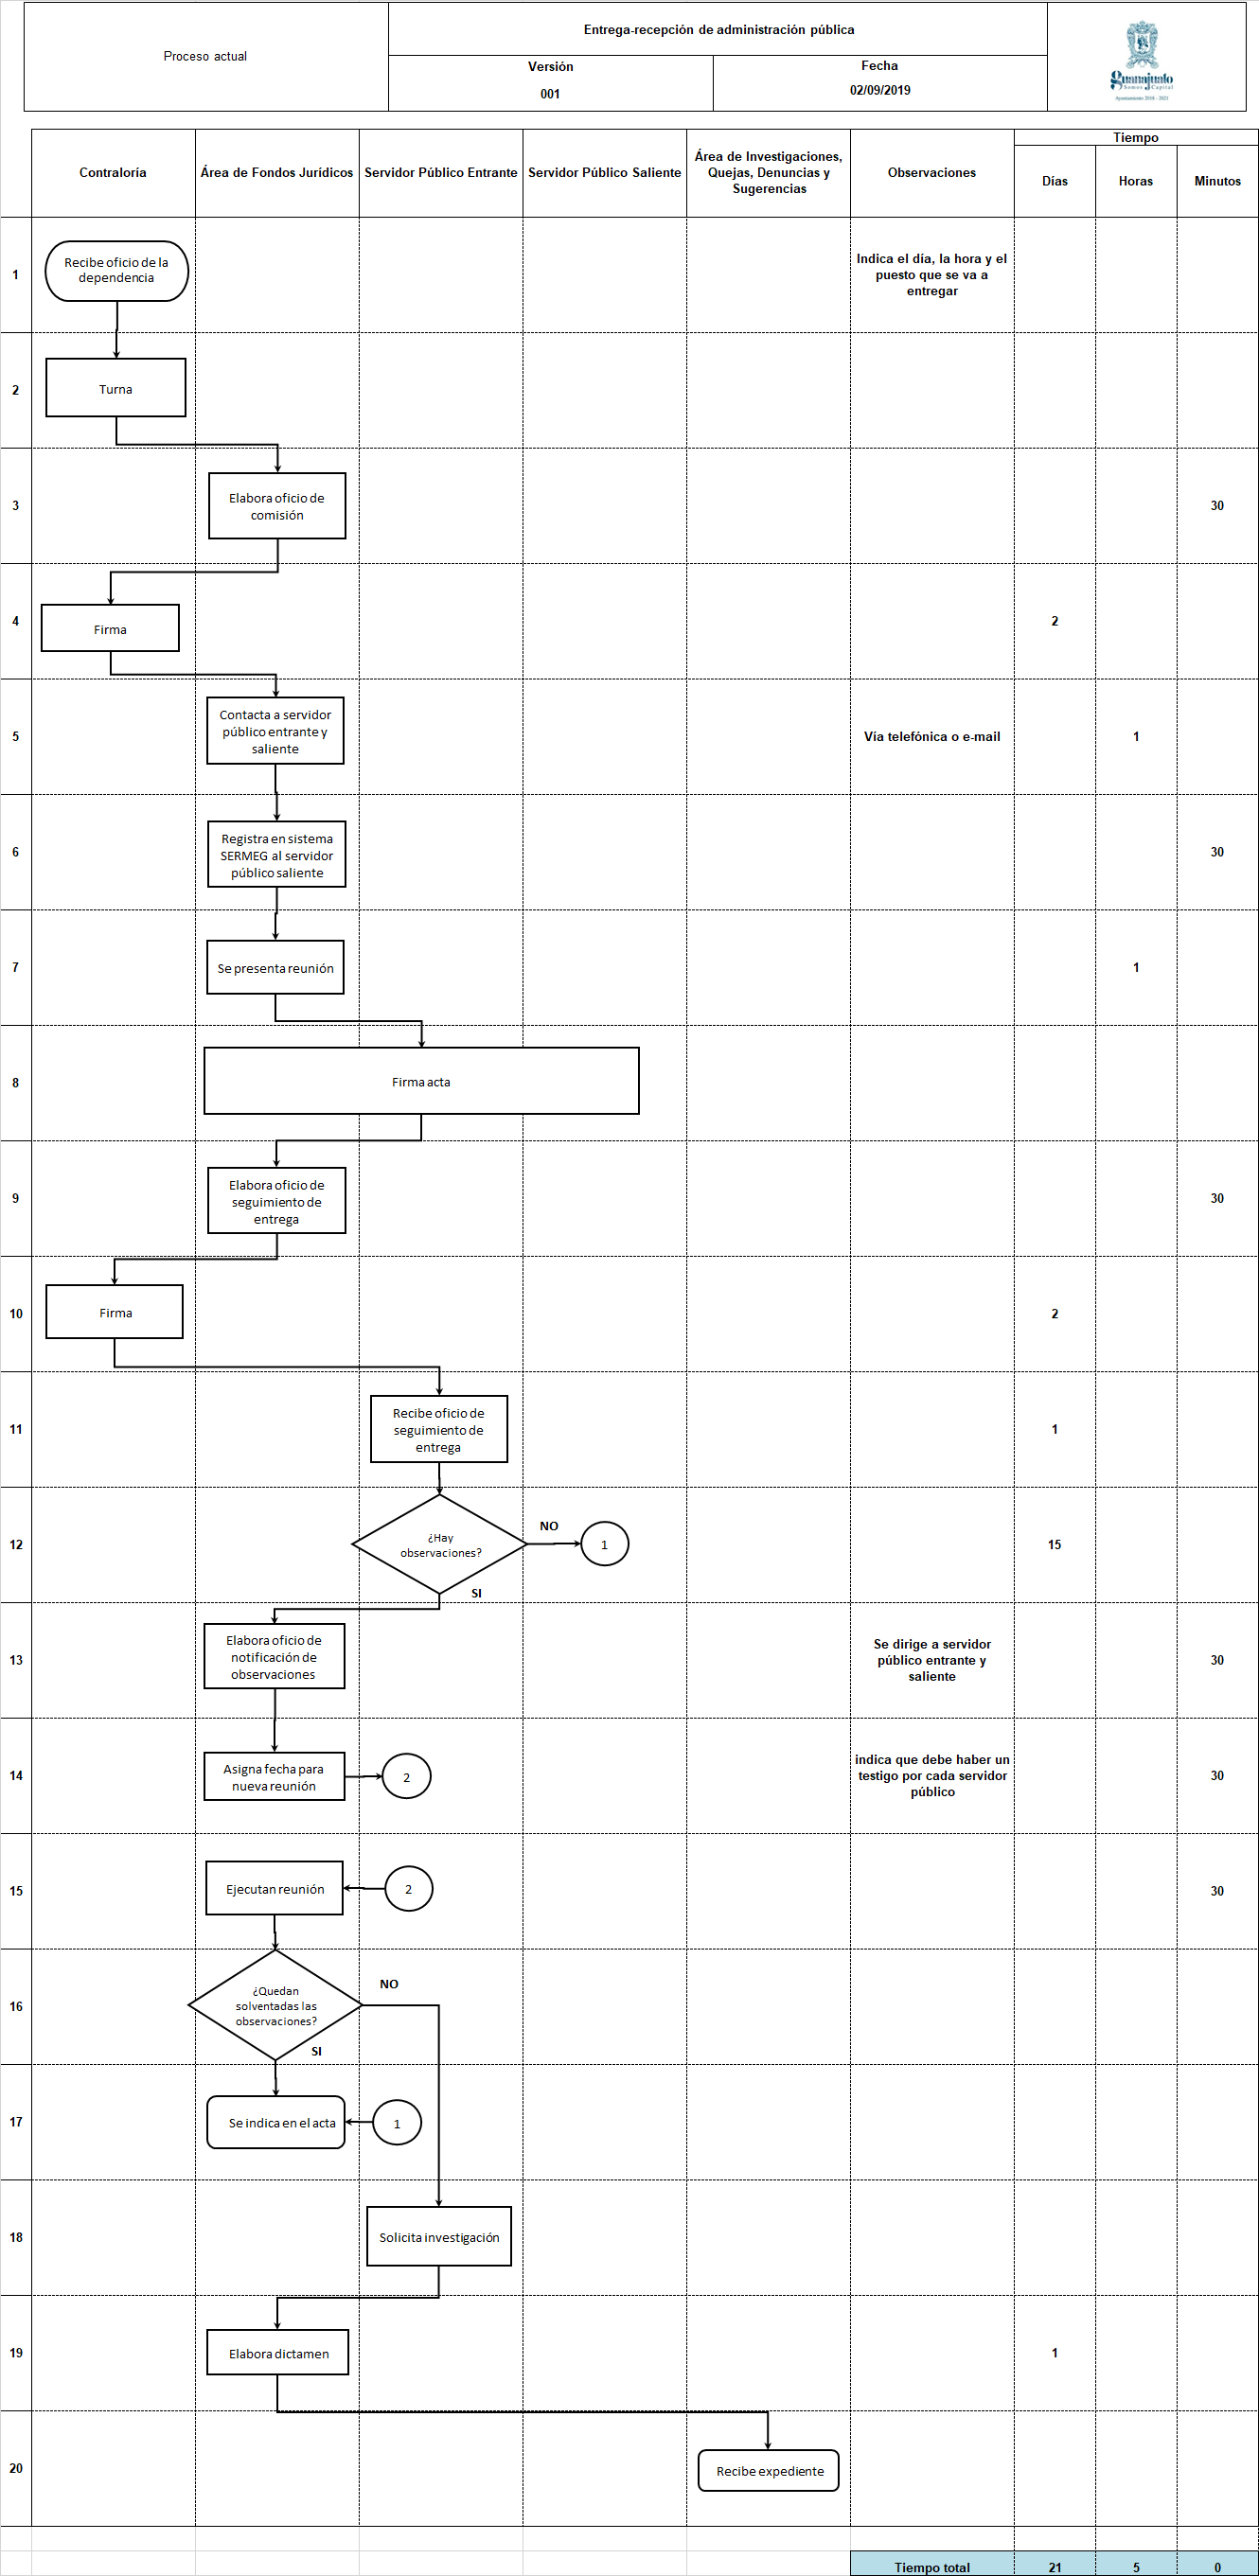 Proceso actual
Entrega-recepción de administración pública
Versión
001
Fecha
02/09/2019
Guanajuato
Somos Capital
Ayuntamiento 2018 - 2021
Contraloría
Área de Fondos Jurídicos
Servidor Público Entrante
Servidor Público Saliente
Área de Investigaciones,
Quejas, Denuncias y
Sugerencias
Observaciones
Tiempo
Días
Horas
Minutos
1
Recibe oficio de la
dependencia
Indica el día, la hora y el
puesto que se va a
entregar
2
Turna
3
Elabora oficio de
comisión
30
4
Firma
2
5
Contacta a servidor
público entrante y
saliente
Vía telefónica o e-mail
1
6
Registra en sistema
SERMEG al servidor
público saliente
30
7
Se presenta reunión
1
8
Firma acta
9
Elabora oficio de
seguimiento de
entrega
30
10
Firma
2
11
Recibe oficio de
seguimiento de
entrega
1
12
¿Hay
observaciones?
NO
1
SI
15
13
Elabora oficio de
notificación de
observaciones
Se dirige a servidor
público entrante y
saliente
30
14
Asigna fecha para
nueva reunión
2
indica que debe haber un
testigo por cada servidor
público
30
15
Ejecutan reunión
2
30
16
¿Quedan
solventadas las
observaciones?
NO
SI
17
Se indica en el acta
1
18
Solicita investigación
19
Elabora dictamen
1
20
Recibe expediente
Tiempo total
21
5
0